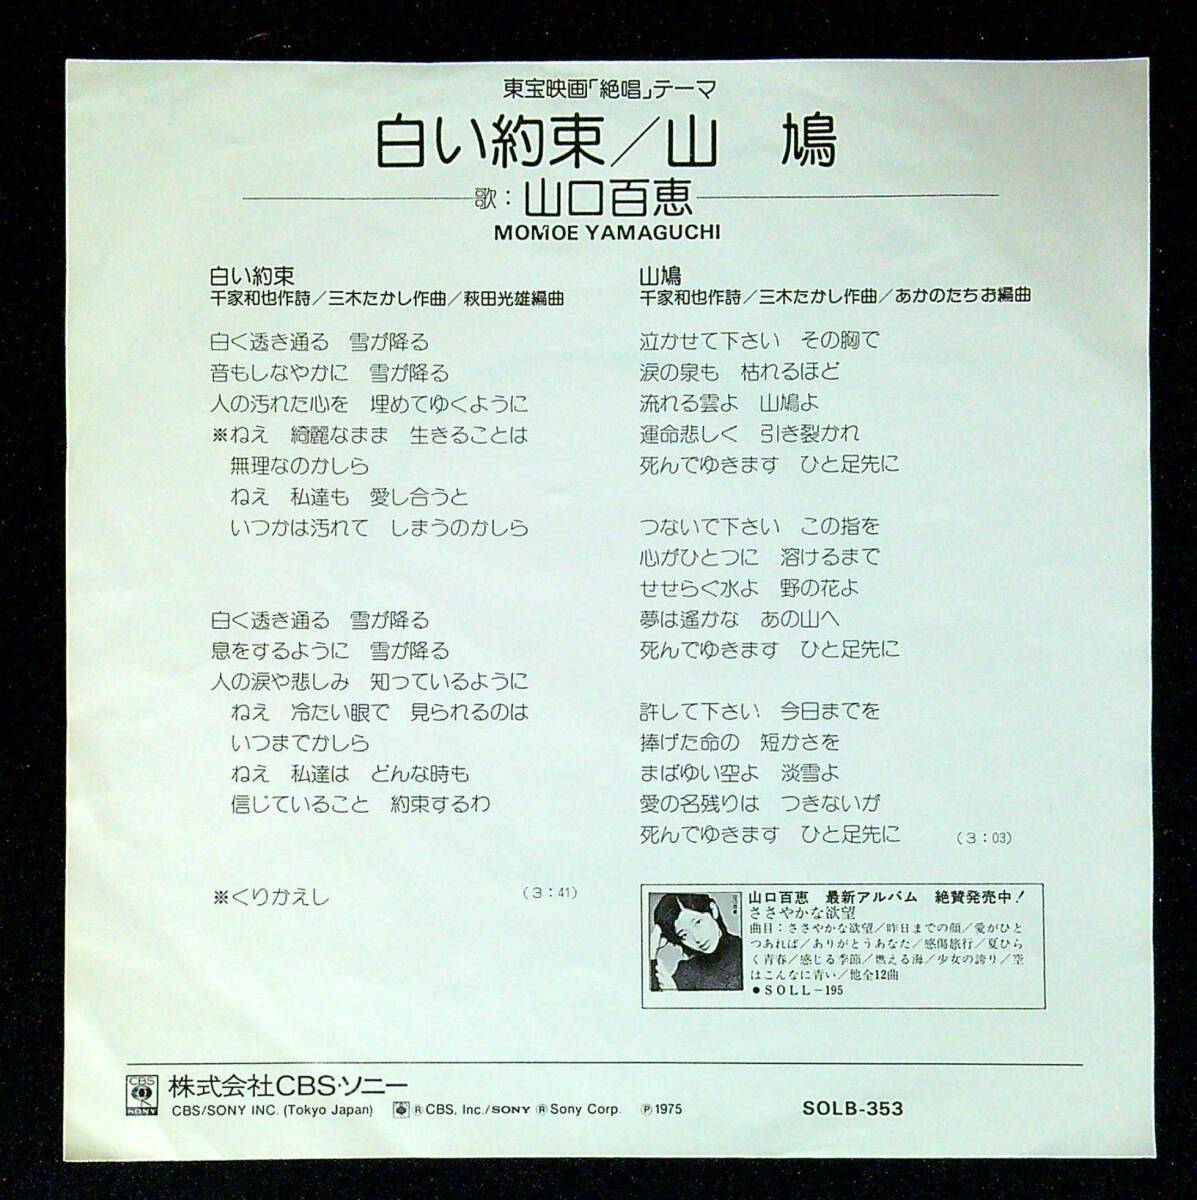 東宝映画「絶唱」テーマ
白い約束／山　鳩
歌：山口百恵
MOMOE YAMAGUCHI
白い約束
千家和也作詩／三木たかし作曲／萩田光雄編曲
白く透き通る　雪が降る
音もしなやかに　雪が降る
人の汚れた心を　埋めてゆくように
※ねえ　綺麗なまま　生きることは
無理なのかしら
ねえ　私達も　愛し合うと
いつかは汚れて　しまうのかしら
白く透き通る　雪が降る
息をするように　雪が降る
人の涙や悲しみ　知っているように
ねえ　冷たい眼で　見られるのは
いつまでかしら
ねえ　私達は　どんな時も
信じていること　約束するわ
※くりかえし
(3：41)
山鳩
千家和也作詩／三木たかし作曲／あかのたちお編曲
泣かせて下さい　その胸で
涙の泉も　枯れるほど
流れる雲よ　山鳩よ
運命悲しく　引き裂かれ
死んでゆきます　ひと足先に
つないで下さい　この指を
心がひとつに　溶けるまで
せせらぐ水よ　野の花よ
夢は遙かな　あの山へ
死んでゆきます　ひと足先に
許して下さい　今日までを
捧げた命の　短かさを
まばゆい空よ　淡雪よ
愛の名残りは　つきないが
死んでゆきます　ひと足先に
(3：03)
山口百恵　最新アルバム　絶賛発売中！
ささやかな欲望
曲目：ささやかな欲望／昨日までの顔／愛がひと
つあれば／ありがとうあなた／感傷旅行／夏ひら
く青春／感じる季節／燃える海／少女の誇り／空
はこんなに青い／他全12曲
●SOLL－195
CBS
SONY
株式会社CBS・ソニー
CBS/SONY INC. (Tokyo Japan)
® CBS, Inc./SONY ® Sony Corp. ℗ 1975
SOLB-353